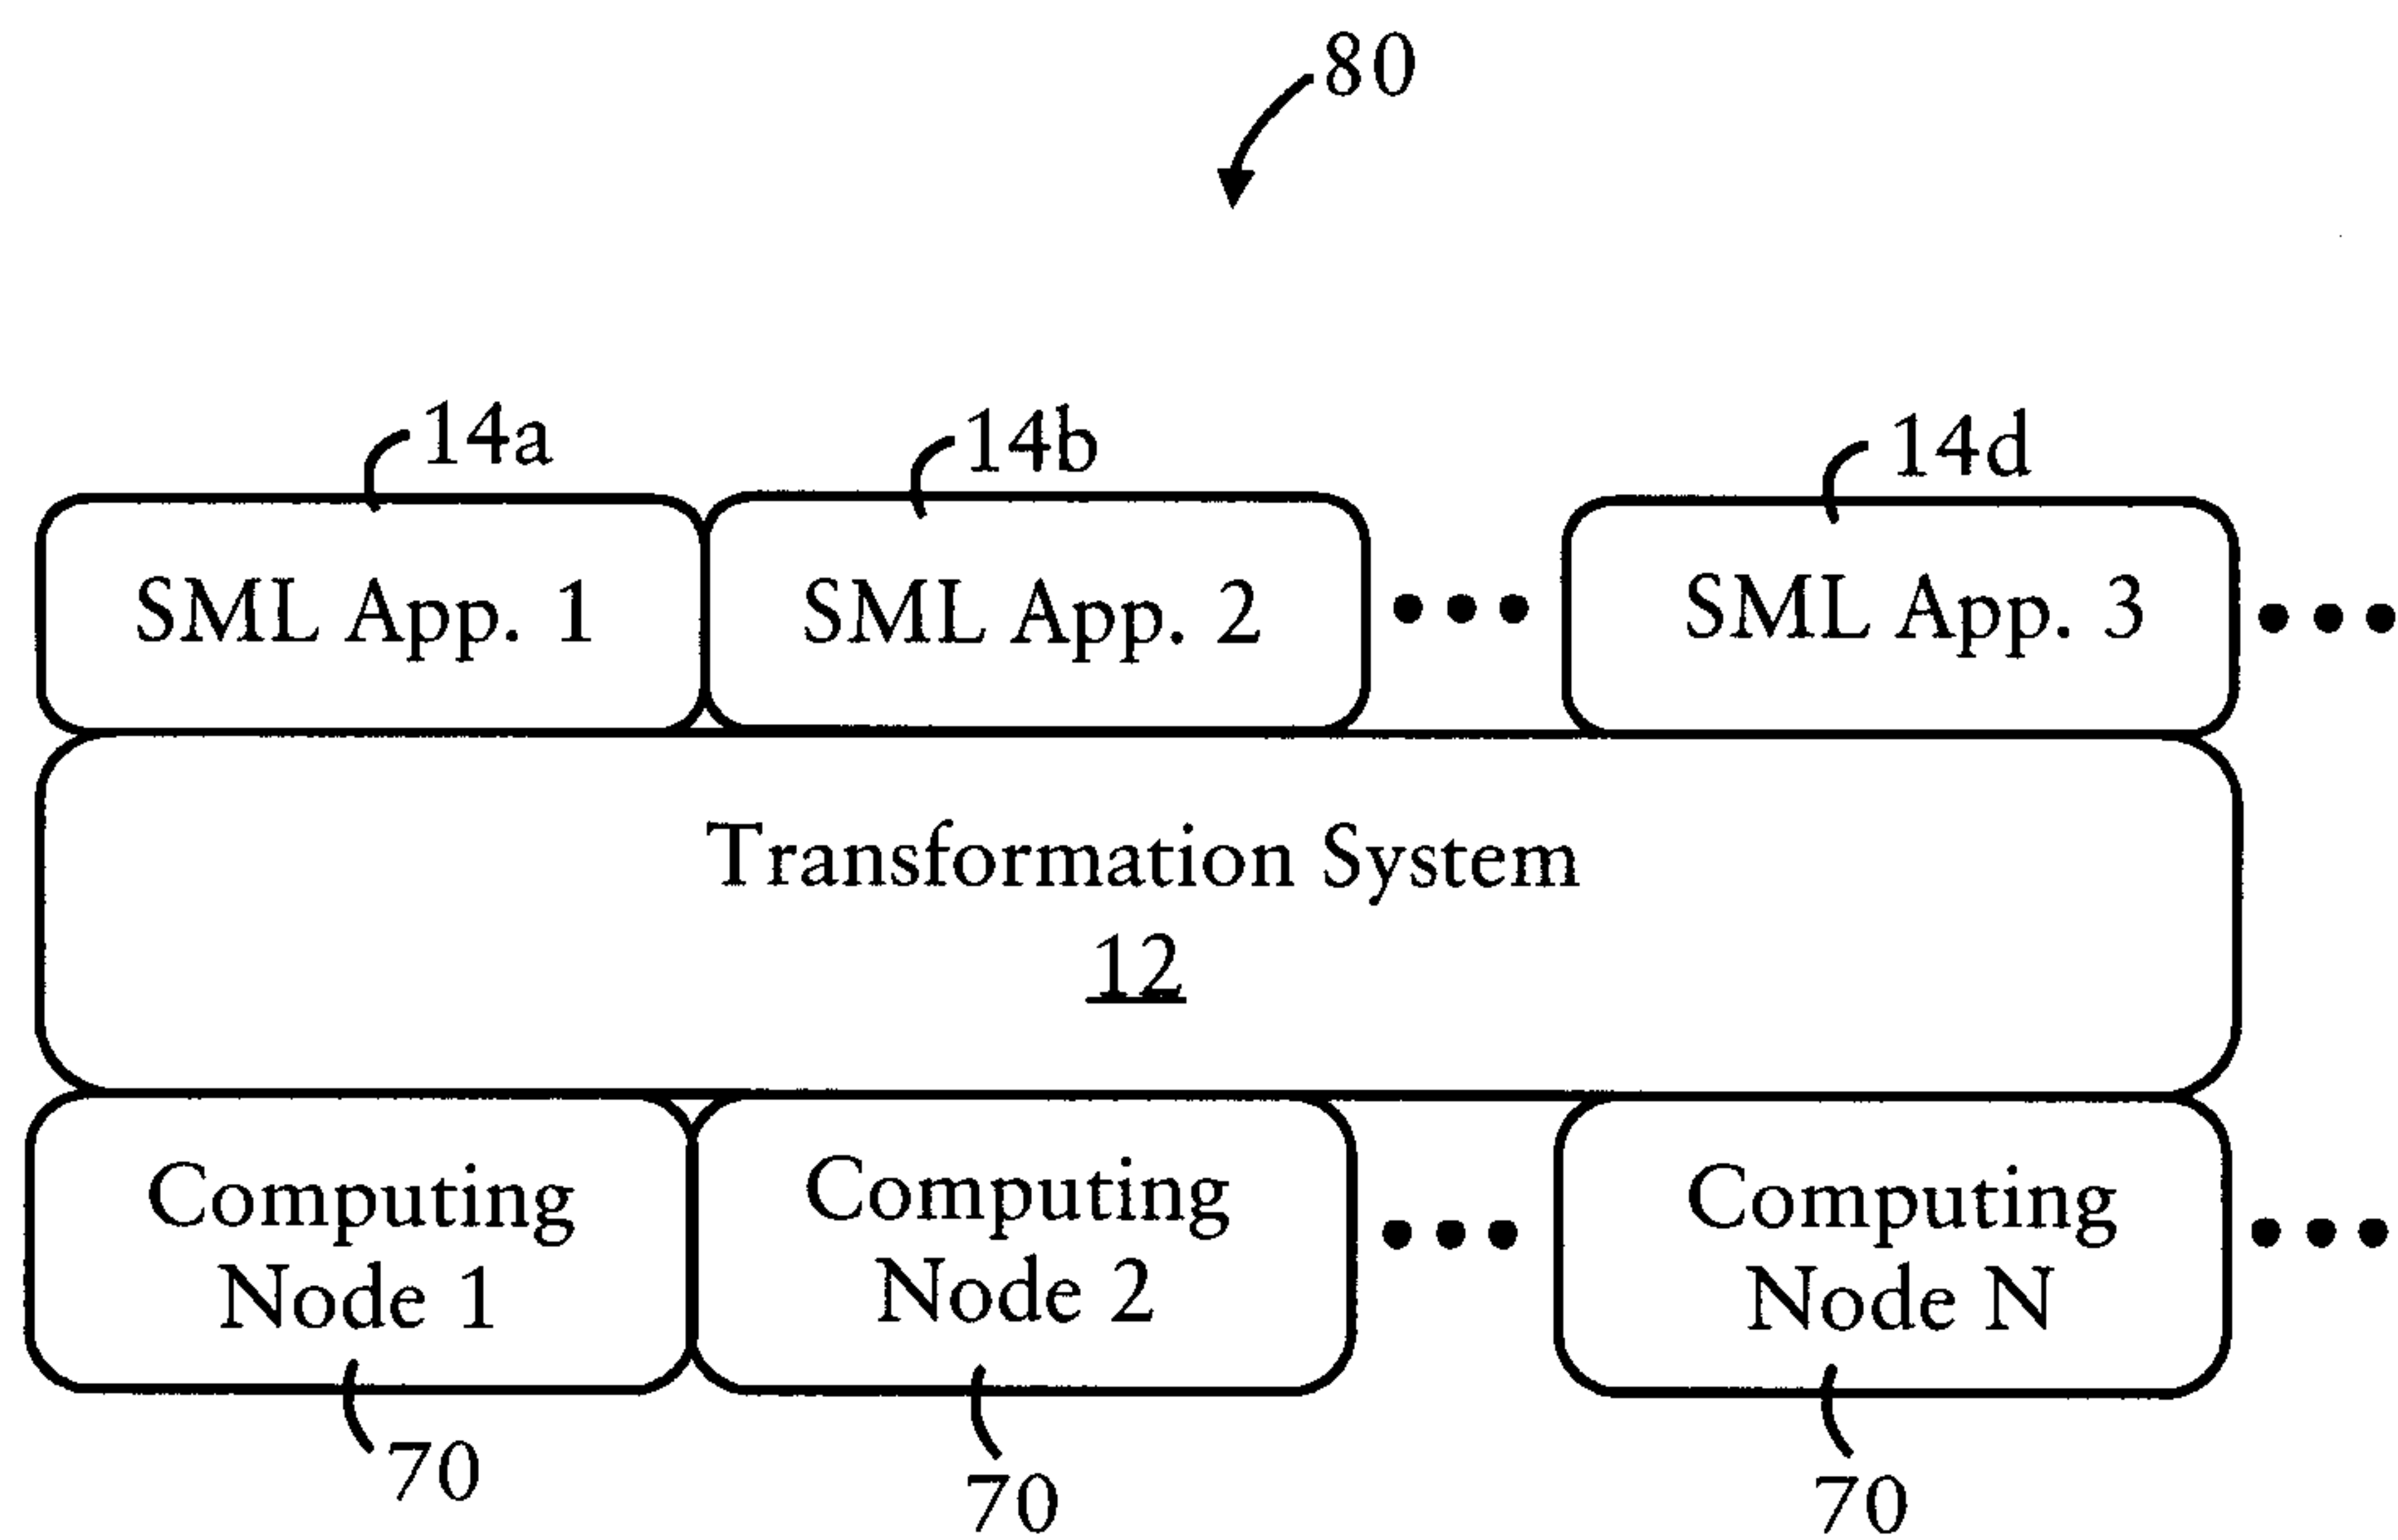 80
14a
14b
14d
SML App. 1
SML App. 2
SML App. 3
Transformation System
12
Computing
Node 1
Computing
Node 2
Computing
Node N
70
70
70